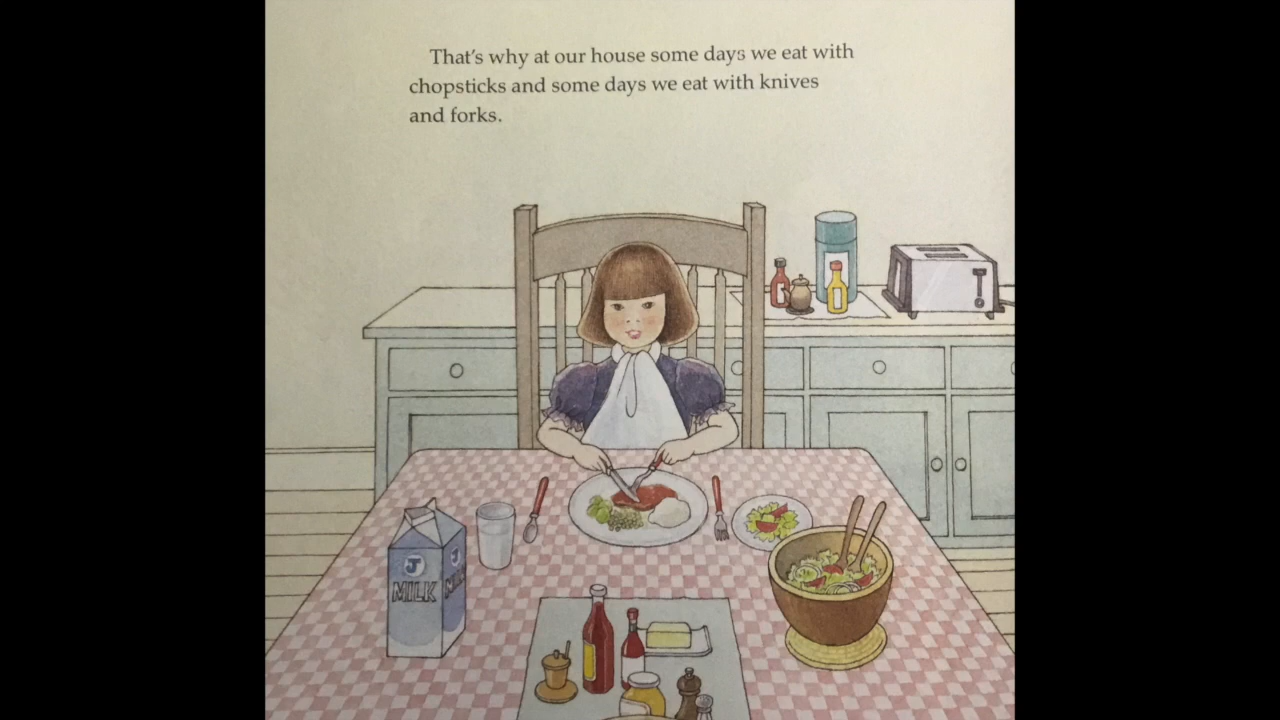 That's why at our house some days we eat with
chopsticks and some days we eat with knives
and forks.
J
MILK
J
MILK